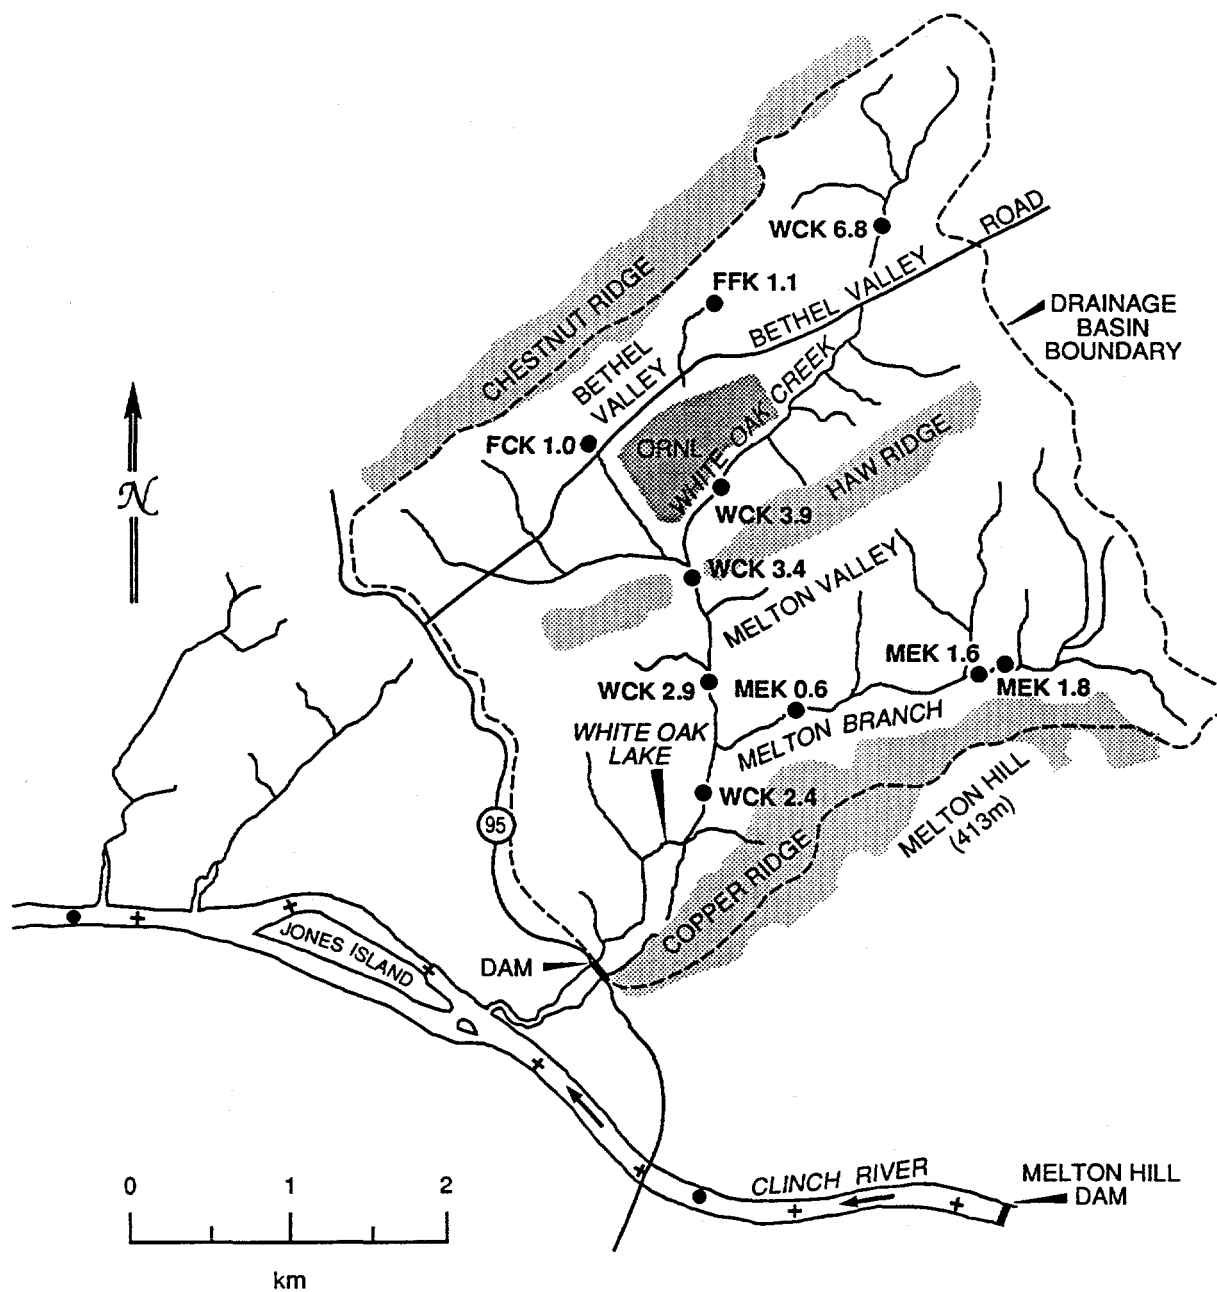 WCK 6.8
ROAD
FFK 1.1
BETHEL VALLEY
CHESTNUT RIDGE
DRAINAGE
BASIN
BOUNDARY
BETHEL
VALLEY
WHITE OAK CREEK
FCK 1.0
ORNL
HAW RIDGE
N
WCK 3.9
WCK 3.4
MELTON VALLEY
MEK 1.6
WCK 2.9
MEK 0.6
MEK 1.8
WHITE OAK
LAKE
MELTON BRANCH
WCK 2.4
95
MELTON HILL
(413m)
COPPER RIDGE
JONES ISLAND
DAM
CLINCH RIVER
MELTON HILL
DAM
0 1 2
km